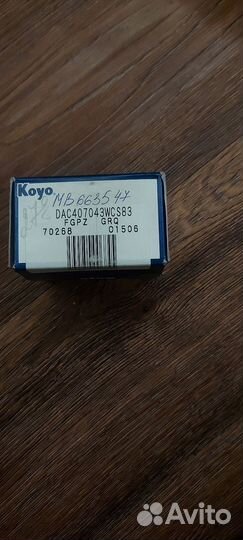 Koyo
MB663547
DAC407043WCS83
FGPZ GRQ
70268 01506
Avito